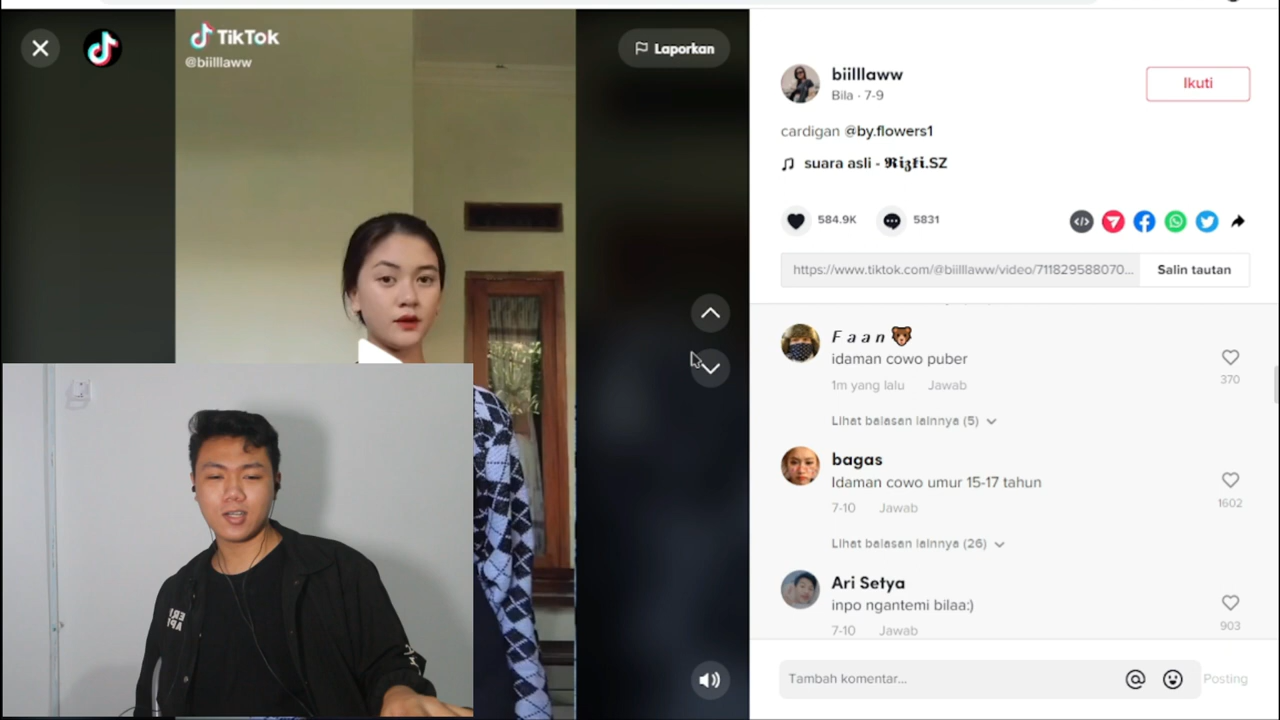 TikTok
@biilllaww
Laporkan
biilllaww
Bila · 7-9
Ikuti
cardigan @by.flowers1
suara asli - 𝕽𝖎𝖟𝖐𝖎.SZ
584.9K
5831
https://www.tiktok.com/@biilllaww/video/711829588070...
Salin tautan
F a a n 🐻
idaman cowo puber
1m yang lalu Jawab
370
Lihat balasan lainnya (5)
bagas
Idaman cowo umur 15-17 tahun
7-10 Jawab
1602
Lihat balasan lainnya (26)
Ari Setya
inpo ngantemi bilaa:)
7-10 Jawab
903
Tambah komentar...
Posting